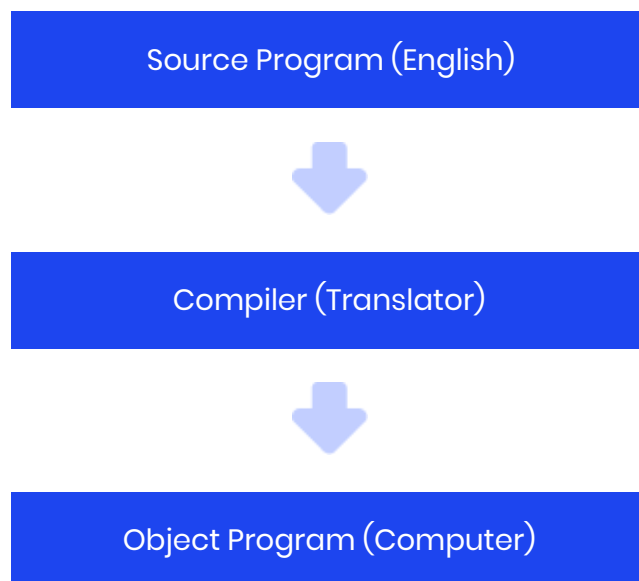 Source Program (English)
Compiler (Translator)
Object Program (Computer)